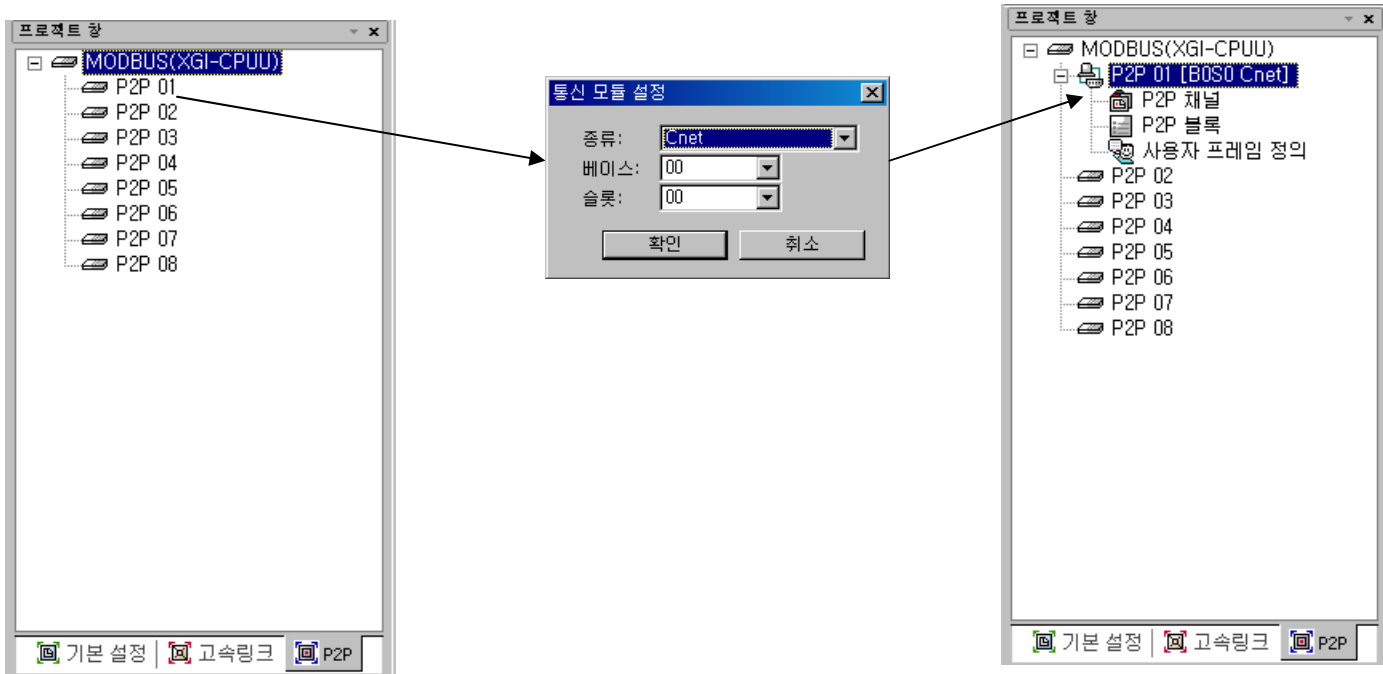 프로젝트 창
MODBUS(XGI-CPUU)
P2P 01
P2P 02
P2P 03
P2P 04
P2P 05
P2P 06
P2P 07
P2P 08
기본 설정
고속링크
P2P
통신 모듈 설정
종류: Cnet
베이스: 00
슬롯: 00
확인
취소
프로젝트 창
MODBUS(XGI-CPUU)
P2P 01 [B0S0 Cnet]
P2P 채널
P2P 블록
사용자 프레임 정의
P2P 02
P2P 03
P2P 04
P2P 05
P2P 06
P2P 07
P2P 08
기본 설정
고속링크
P2P